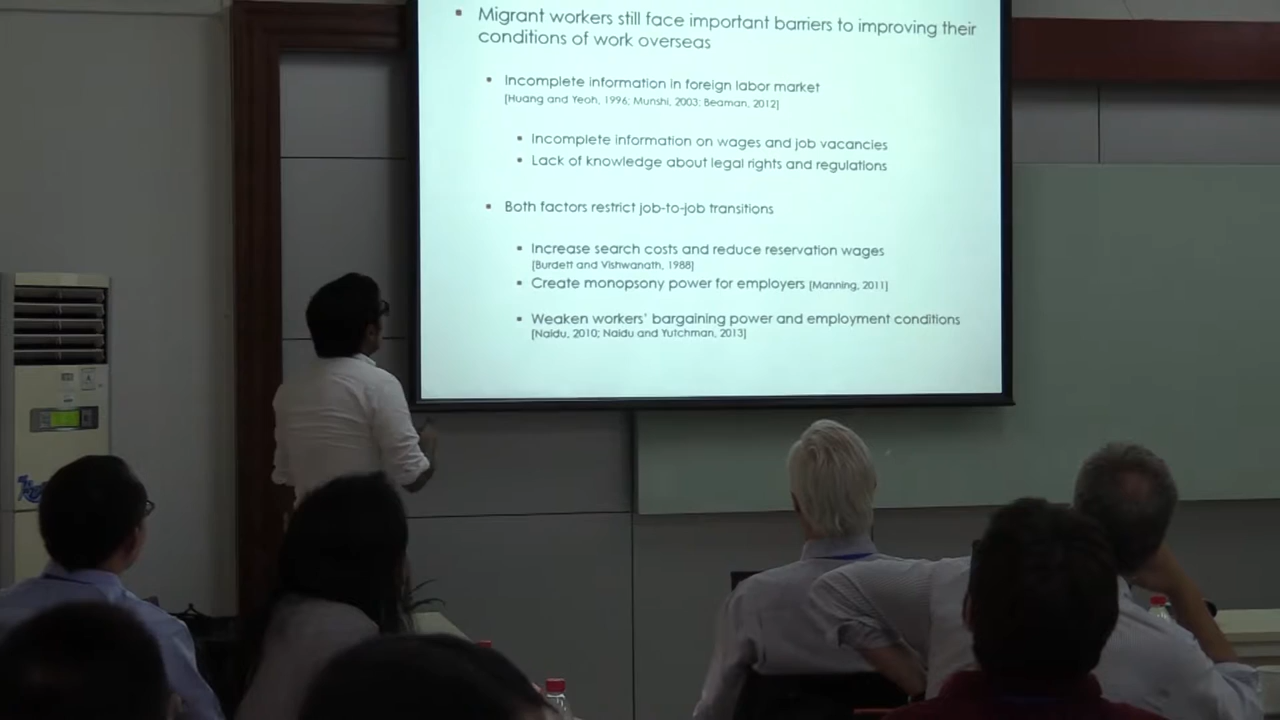 Migrant workers still face important barriers to improving their
conditions of work overseas
Incomplete information in foreign labor market
[Huang and Yeoh, 1996; Munshi, 2003; Beaman, 2012]
Incomplete information on wages and job vacancies
Lack of knowledge about legal rights and regulations
Both factors restrict job-to-job transitions
Increase search costs and reduce reservation wages
[Burdett and Vishwanath, 1988]
Create monopsony power for employers [Manning, 2011]
Weaken workers' bargaining power and employment conditions
[Naidu, 2010; Naidu and Yutchman, 2013]